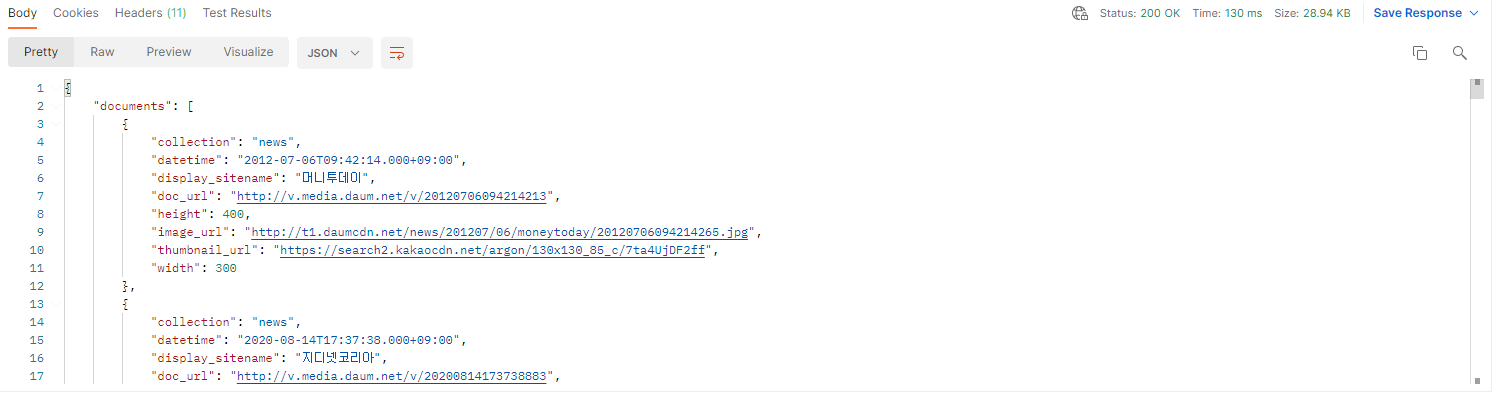 Body Cookies Headers (11) Test Results Status: 200 OK Time: 130 ms Size: 28.94 KB Save Response
Pretty Raw Preview Visualize JSON
1 {
2 "documents": [
3 {
4 "collection": "news",
5 "datetime": "2012-07-06T09:42:14.000+09:00",
6 "display_sitename": "머니투데이",
7 "doc_url": "http://v.media.daum.net/v/20120706094214213",
8 "height": 400,
9 "image_url": "http://t1.daumcdn.net/news/201207/06/moneytoday/20120706094214265.jpg",
10 "thumbnail_url": "https://search2.kakaocdn.net/argon/130x130_85_c/7ta4UjDF2ff",
11 "width": 300
12 },
13 {
14 "collection": "news",
15 "datetime": "2020-08-14T17:37:38.000+09:00",
16 "display_sitename": "지디넷코리아",
17 "doc_url": "http://v.media.daum.net/v/20200814173738883",